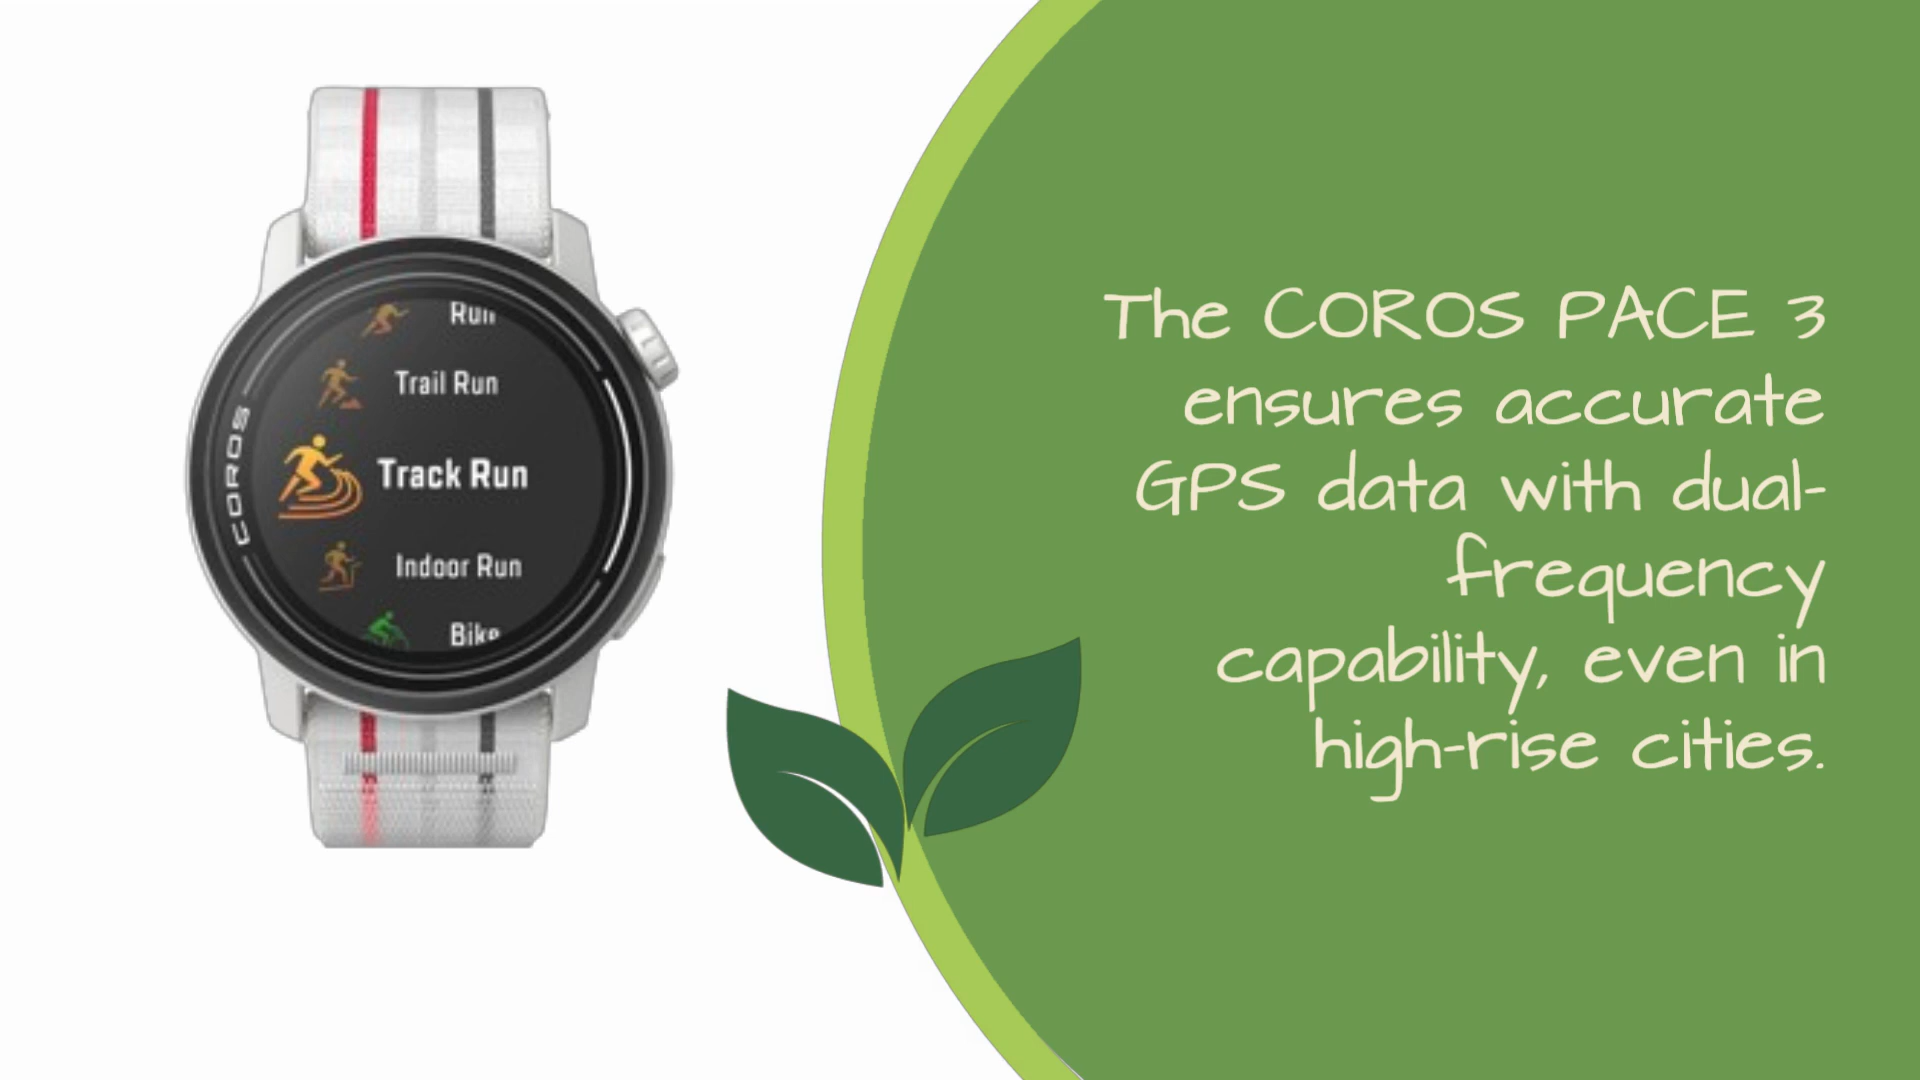 Run
Trail Run
Track Run
Indoor Run
Bike
COROS
The COROS PACE 3
ensures accurate
GPS data with dual-
frequency
capability, even in
high-rise cities.